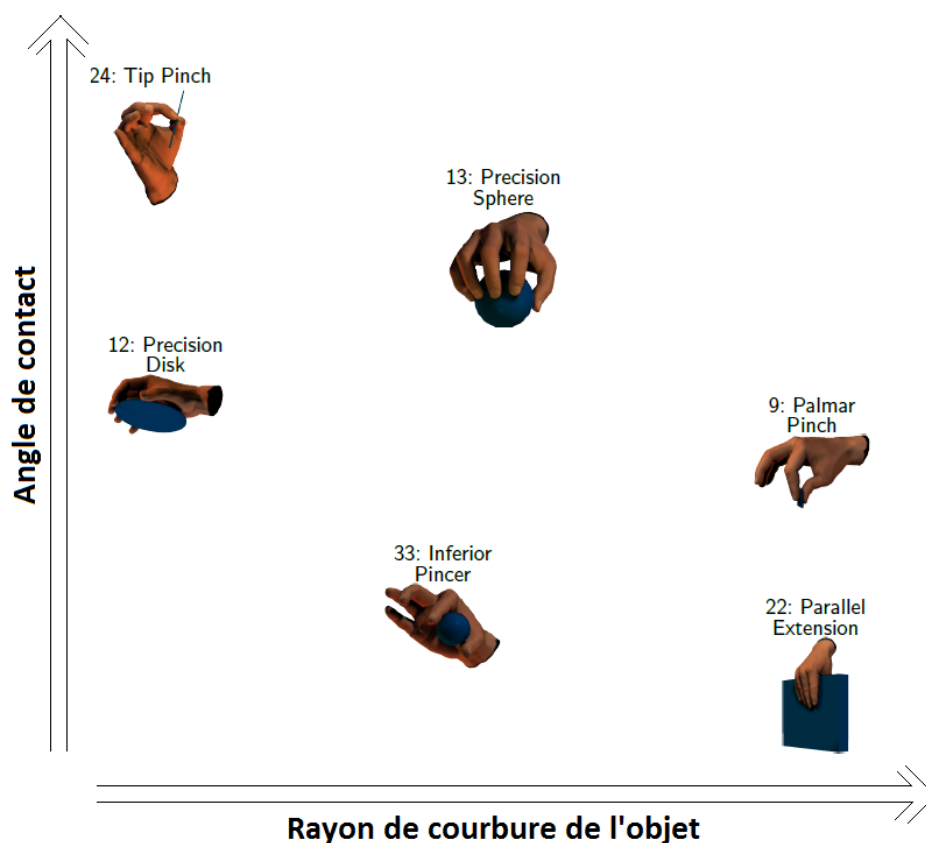 24: Tip Pinch
13: Precision
Sphere
12: Precision
Disk
9: Palmar
Pinch
33: Inferior
Pincer
22: Parallel
Extension
Angle de contact
Rayon de courbure de l'objet